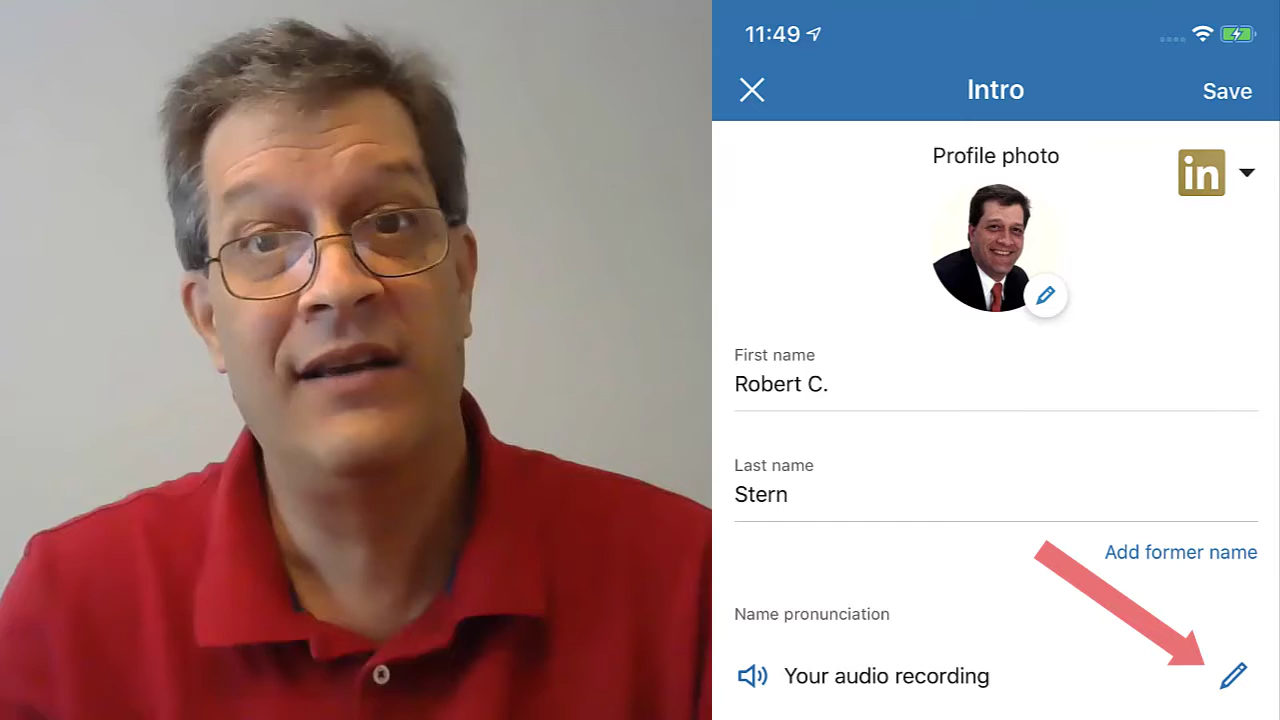 11:49
Intro
Save
Profile photo
in
First name
Robert C.
Last name
Stern
Add former name
Name pronunciation
Your audio recording